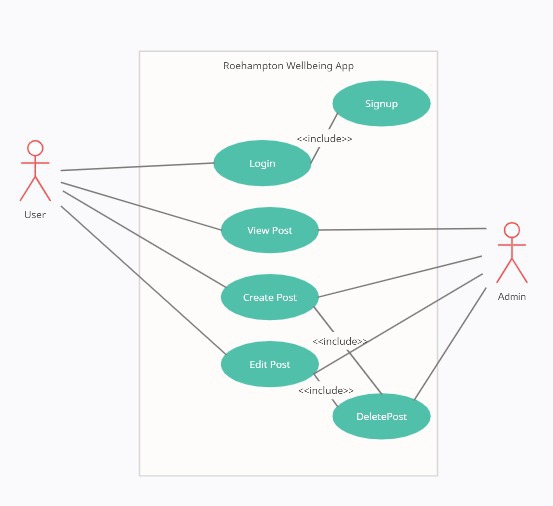 Roehampton Wellbeing App
Signup
<<include>>
Login
User
View Post
Admin
Create Post
<<include>>
Edit Post
<<include>>
DeletePost